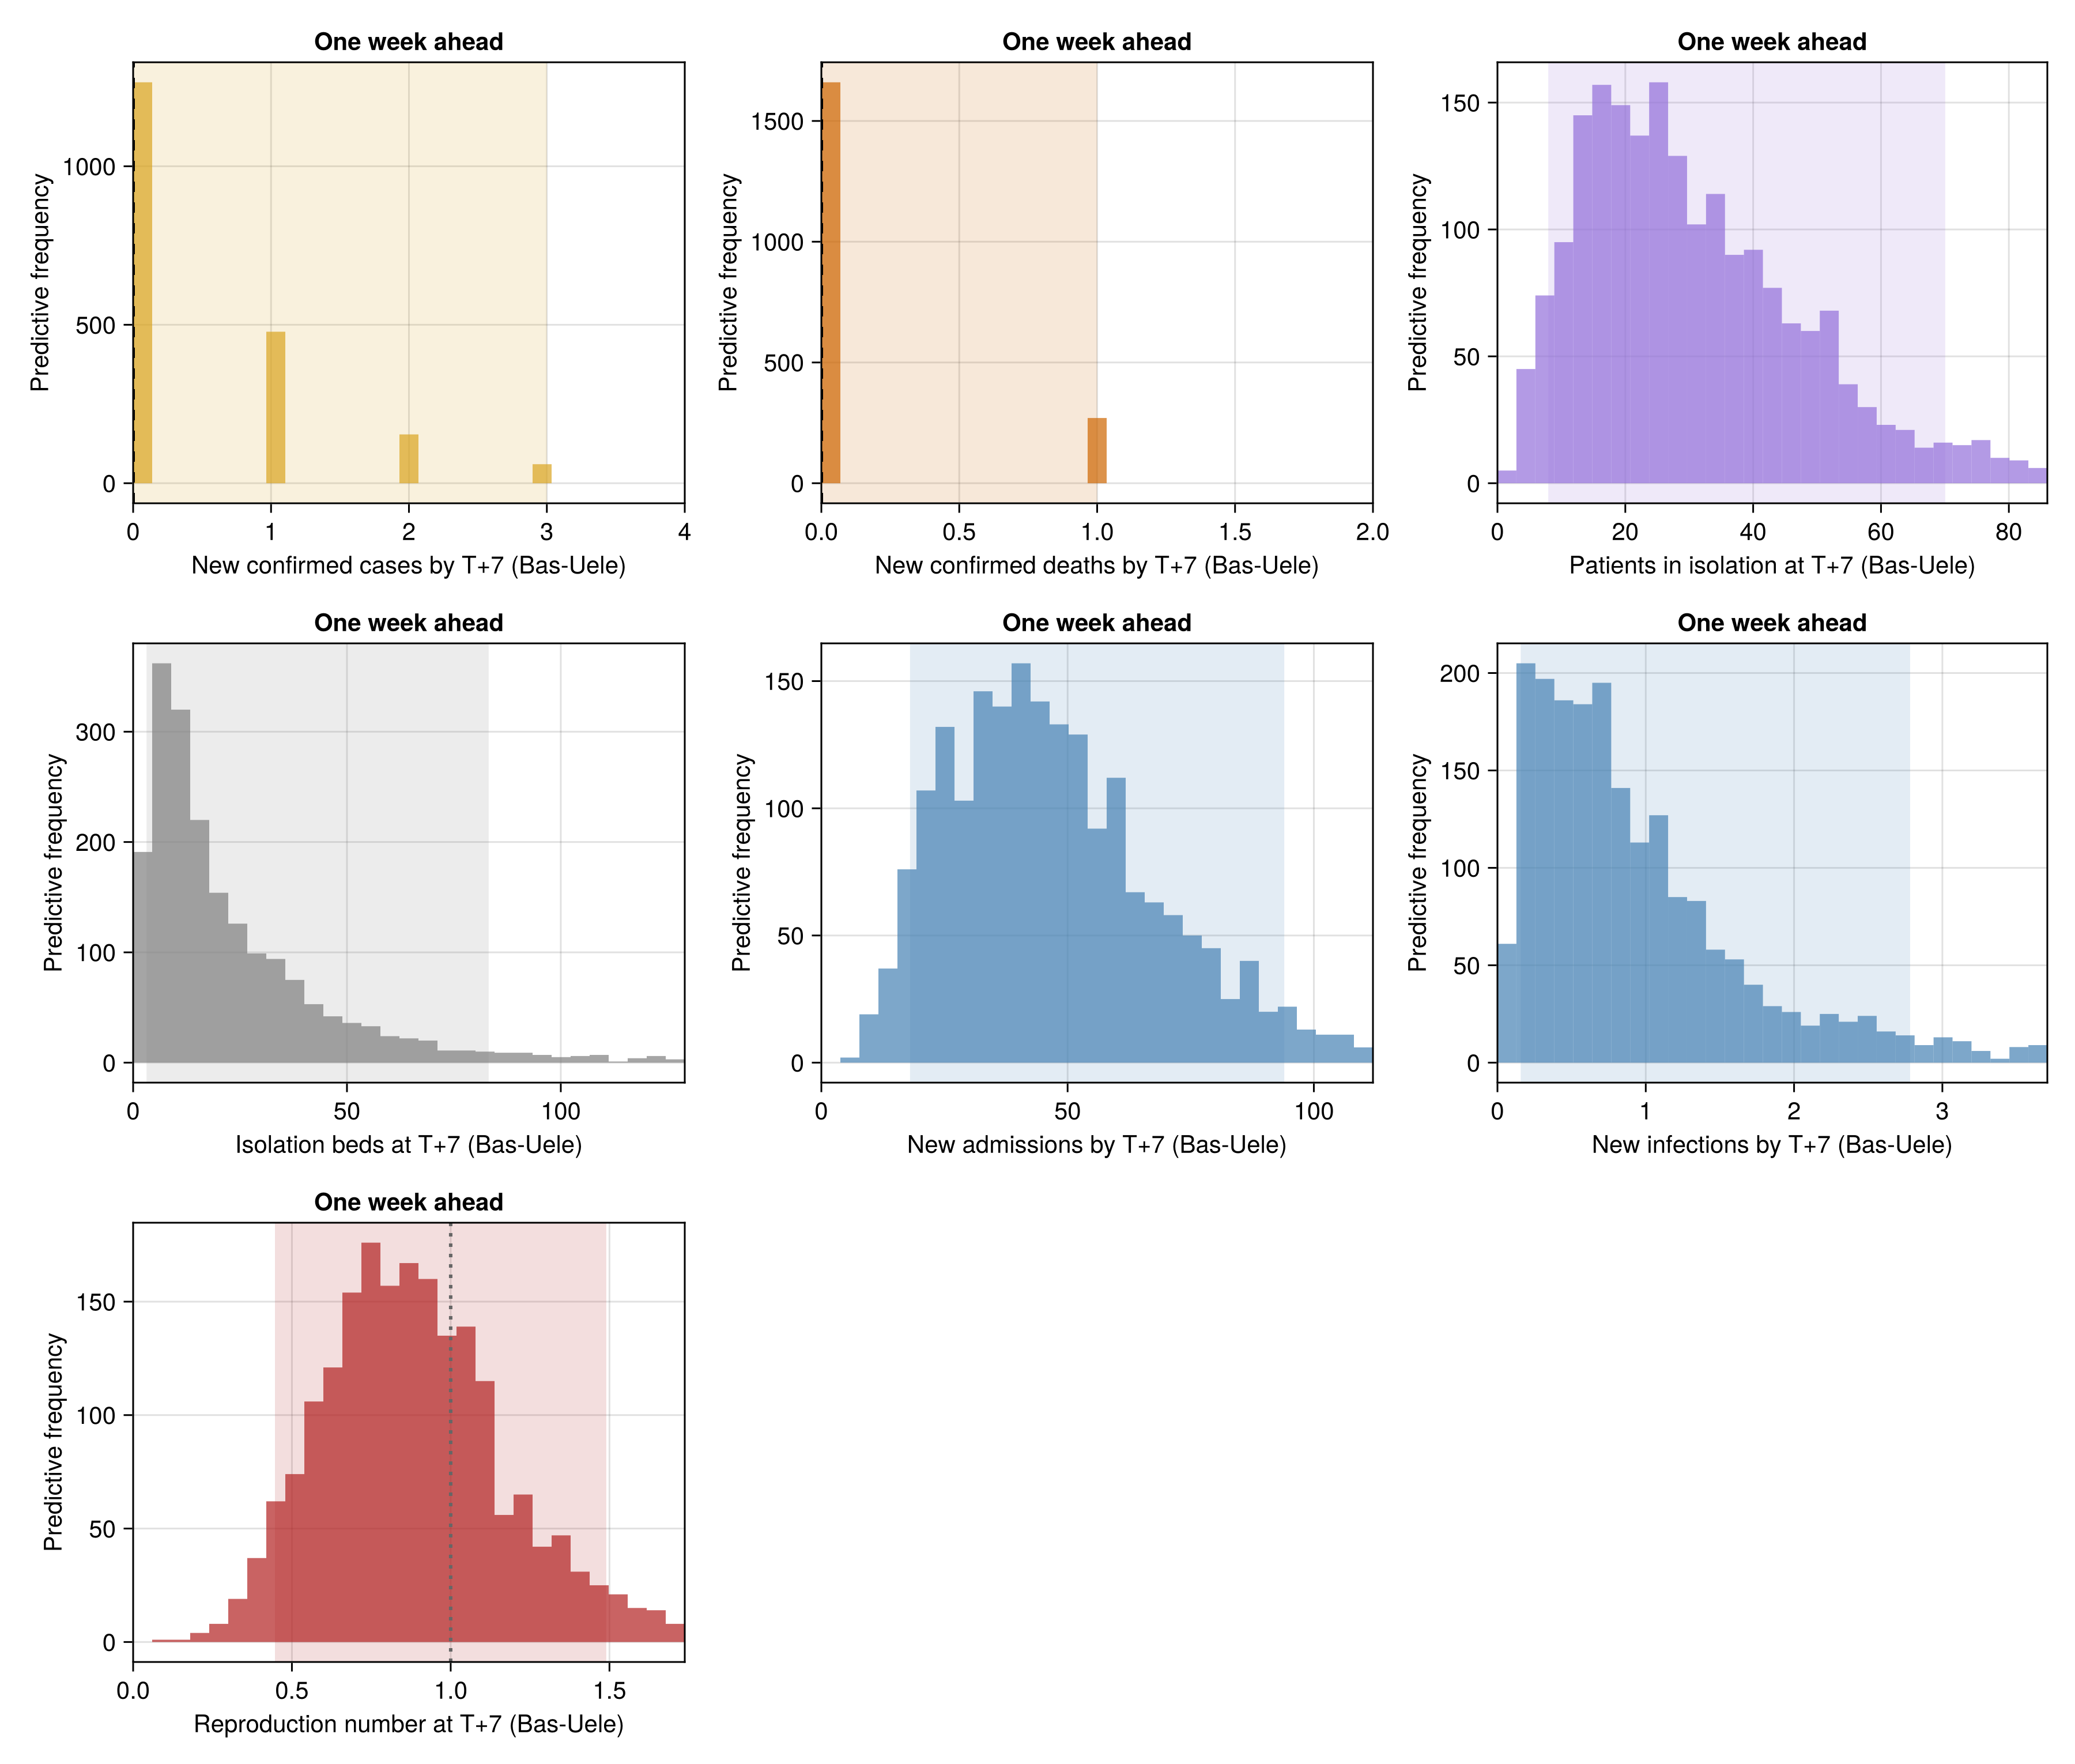 One week ahead
Predictive frequency
1000
500
0
0 1 2 3 4
New confirmed cases by T+7 (Bas-Uele)
One week ahead
Predictive frequency
1500
1000
500
0
0.0 0.5 1.0 1.5 2.0
New confirmed deaths by T+7 (Bas-Uele)
One week ahead
Predictive frequency
150
100
50
0
0 20 40 60 80
Patients in isolation at T+7 (Bas-Uele)
One week ahead
Predictive frequency
300
200
100
0
0 50 100
Isolation beds at T+7 (Bas-Uele)
One week ahead
Predictive frequency
150
100
50
0
0 50 100
New admissions by T+7 (Bas-Uele)
One week ahead
Predictive frequency
200
150
100
50
0
0 1 2 3
New infections by T+7 (Bas-Uele)
One week ahead
Predictive frequency
150
100
50
0
0.0 0.5 1.0 1.5
Reproduction number at T+7 (Bas-Uele)